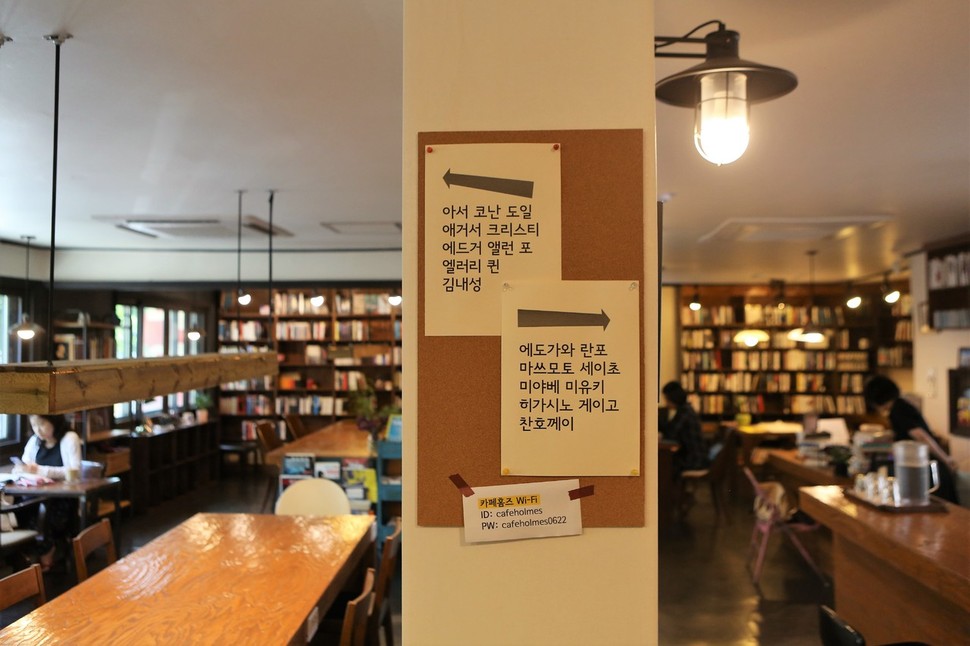 아서 코난 도일
애거서 크리스티
에드거 앨런 포
엘러리 퀸
김내성
에도가와 란포
마쓰모토 세이초
미야베 미유키
히가시노 게이고
찬호께이
카페홈즈 Wi-Fi
ID: cafeholmes
PW: cafeholmes0622